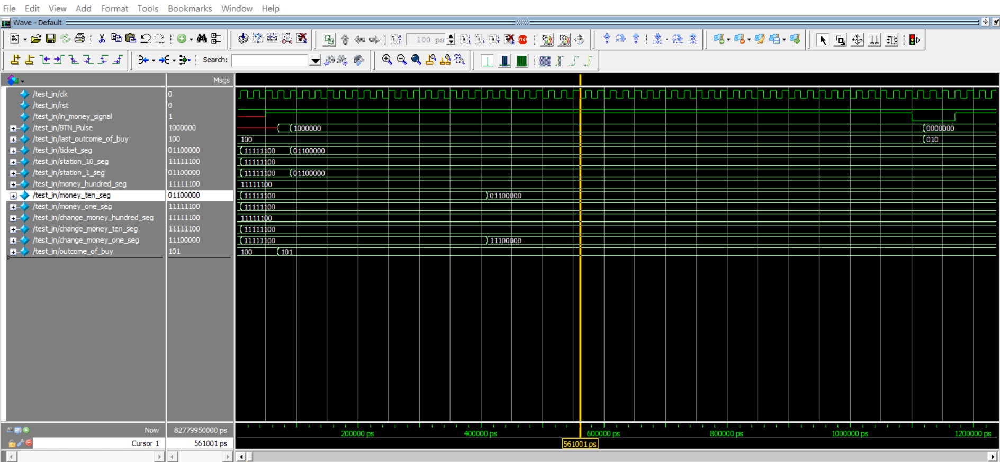 File Edit View Add Format Tools Bookmarks Window Help
Wave - Default
100 ps
STOP
Search:
Msgs
/test_in/clk 0
/test_in/rst 0
/test_in/in_money_signal 1
/test_in/BTN_Pulse 1000000 1000000 0000000
/test_in/last_outcome_of_buy 100 100 010
/test_in/ticket_seg 01100000 11111100 01100000
/test_in/station_10_seg 11111100 11111100
/test_in/station_1_seg 01100000 11111100 01100000
/test_in/money_hundred_seg 11111100 11111100
/test_in/money_ten_seg 01100000 11111100 01100000
/test_in/money_one_seg 11111100 11111100
/test_in/change_money_hundred_seg 11111100 11111100
/test_in/change_money_ten_seg 11111100 11111100
/test_in/change_money_one_seg 11100000 11111100 11100000
/test_in/outcome_of_buy 101 100 101
Now 82779950000 ps 200000 ps 400000 ps 600000 ps 800000 ps 1000000 ps 1200000 ps
Cursor 1 561001 ps 561001 ps